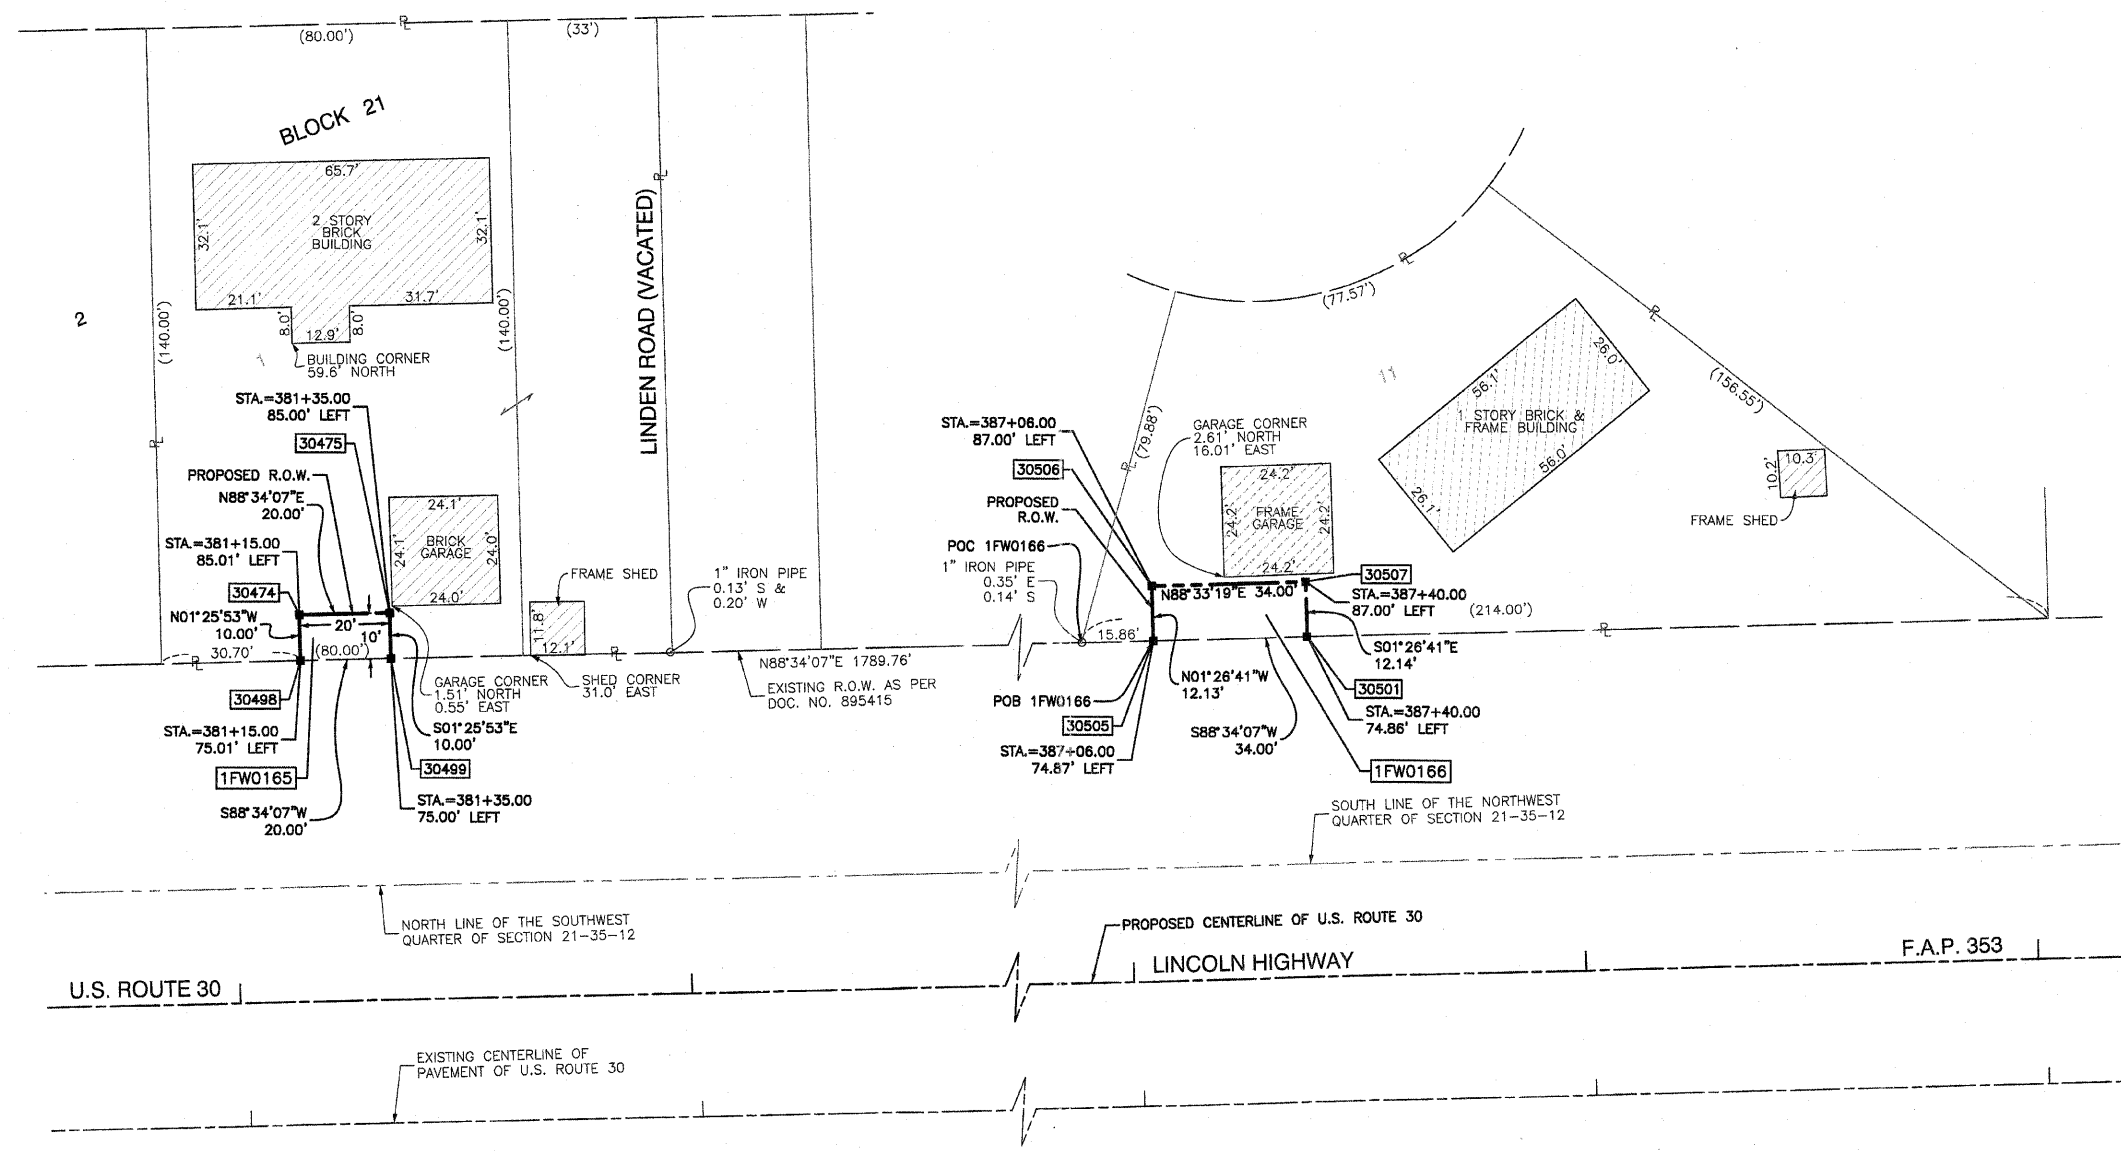 (80.00')
(33')
BLOCK 21
65.7'
32.1'
2 STORY
BRICK
BUILDING
32.1'
21.1'
31.7'
8.0'
8.0'
12.9'
BUILDING CORNER
59.6' NORTH
1
2
(140.00')
(140.00')
LINDEN ROAD (VACATED)
STA.=381+35.00
85.00' LEFT
30475
PROPOSED R.O.W.
N88°34'07"E
20.00'
STA.=381+15.00
85.01' LEFT
30474
N01°25'53"W
10.00'
24.1'
24.1'
BRICK
GARAGE
24.0'
24.0'
20'
10'
30.70'
(80.00')
FRAME SHED
11.8'
12.1'
1" IRON PIPE
0.13' S &
0.20' W
30498
STA.=381+15.00
75.01' LEFT
1FW0165
S88°34'07"W
20.00'
GARAGE CORNER
1.51' NORTH
0.55' EAST
S01°25'53"E
10.00'
30499
STA.=381+35.00
75.00' LEFT
SHED CORNER
31.0' EAST
N88°34'07"E 1789.76'
EXISTING R.O.W. AS PER
DOC. NO. 895415
(77.57')
(79.88')
11
26.0'
56.1'
1 STORY BRICK &
FRAME BUILDING
56.0'
26.1'
(156.55')
10.3'
10.2'
FRAME SHED
STA.=387+06.00
87.00' LEFT
30506
PROPOSED
R.O.W.
POC 1FW0166
1" IRON PIPE
0.35' E
0.14' S
GARAGE CORNER
2.61' NORTH
16.01' EAST
24.2'
24.2'
FRAME
GARAGE
24.2'
24.2'
N88°33'19"E 34.00'
30507
STA.=387+40.00
87.00' LEFT
(214.00')
15.86'
S01°26'41"E
12.14'
N01°26'41"W
12.13'
POB 1FW0166
30505
STA.=387+06.00
74.87' LEFT
S88°34'07"W
34.00'
30501
STA.=387+40.00
74.86' LEFT
1FW0166
SOUTH LINE OF THE NORTHWEST
QUARTER OF SECTION 21-35-12
NORTH LINE OF THE SOUTHWEST
QUARTER OF SECTION 21-35-12
PROPOSED CENTERLINE OF U.S. ROUTE 30
U.S. ROUTE 30
LINCOLN HIGHWAY
F.A.P. 353
EXISTING CENTERLINE OF
PAVEMENT OF U.S. ROUTE 30